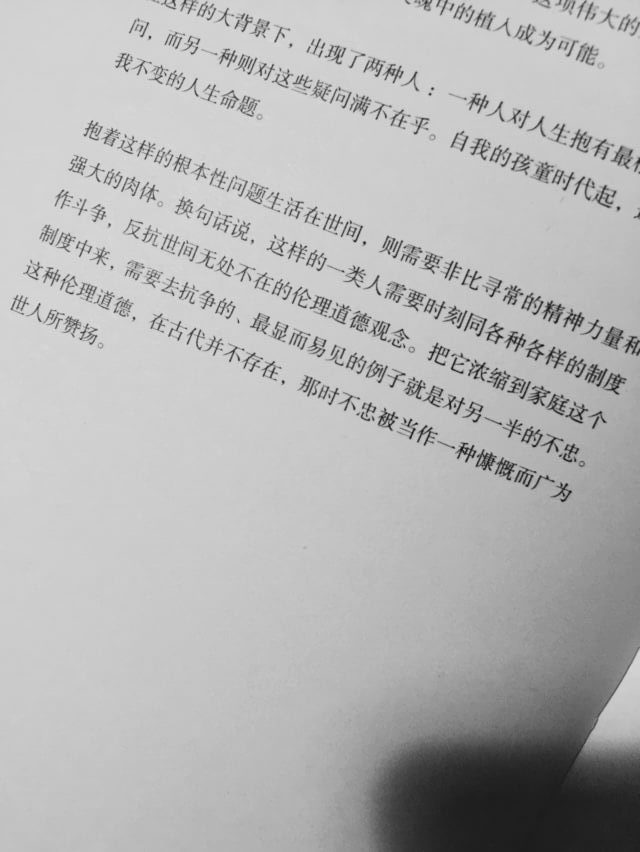 这项伟大的
魂中的植人成为可能。
这样的大背景下，出现了两种人：一种人对人生抱有最根
问，而另一种则对这些疑问满不在乎。自我的孩童时代起，
我不变的人生命题。
抱着这样的根本性问题生活在世间，则需要非比寻常的精神力量和
强大的肉体。换句话说，这样的一类人需要时刻同各种各样的制度
作斗争，反抗世间无处不在的伦理道德观念。把它浓缩到家庭这个
制度中来，需要去抗争的、最显而易见的例子就是对另一半的不忠。
这种伦理道德，在古代并不存在，那时不忠被当作一种慷慨而广为
世人所赞扬。